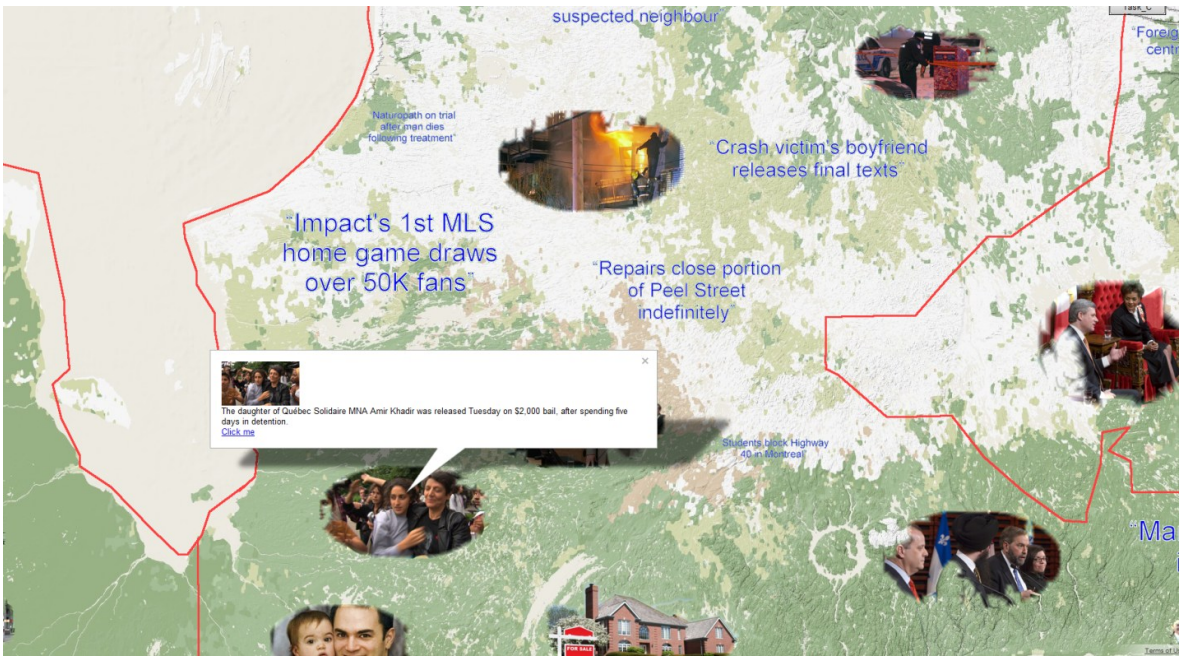 suspected neighbour"
Task_C
"Foreig
centr
"Naturopath on trial
after man dies
following treatment"
"Crash victim's boyfriend
releases final texts"
"Impact's 1st MLS
home game draws
over 50K fans"
"Repairs close portion
of Peel Street
indefinitely"
×
The daughter of Québec Solidaire MNA Amir Khadir was released Tuesday on $2,000 bail, after spending five
days in detention.
Click me
"Students block Highway
40 in Montreal"
"Ma
FOR SALE
Terms of U